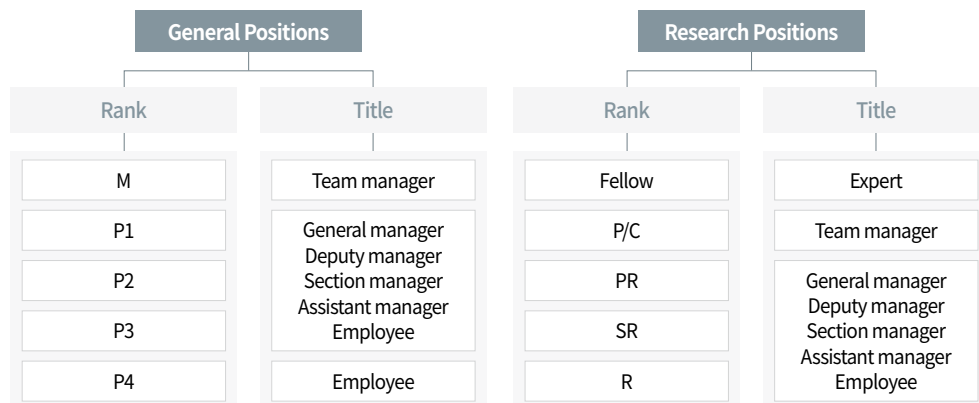 General Positions
Rank
M
P1
P2
P3
P4
Title
Team manager
General manager
Deputy manager
Section manager
Assistant manager
Employee
Employee
Research Positions
Rank
Fellow
P/C
PR
SR
R
Title
Expert
Team manager
General manager
Deputy manager
Section manager
Assistant manager
Employee